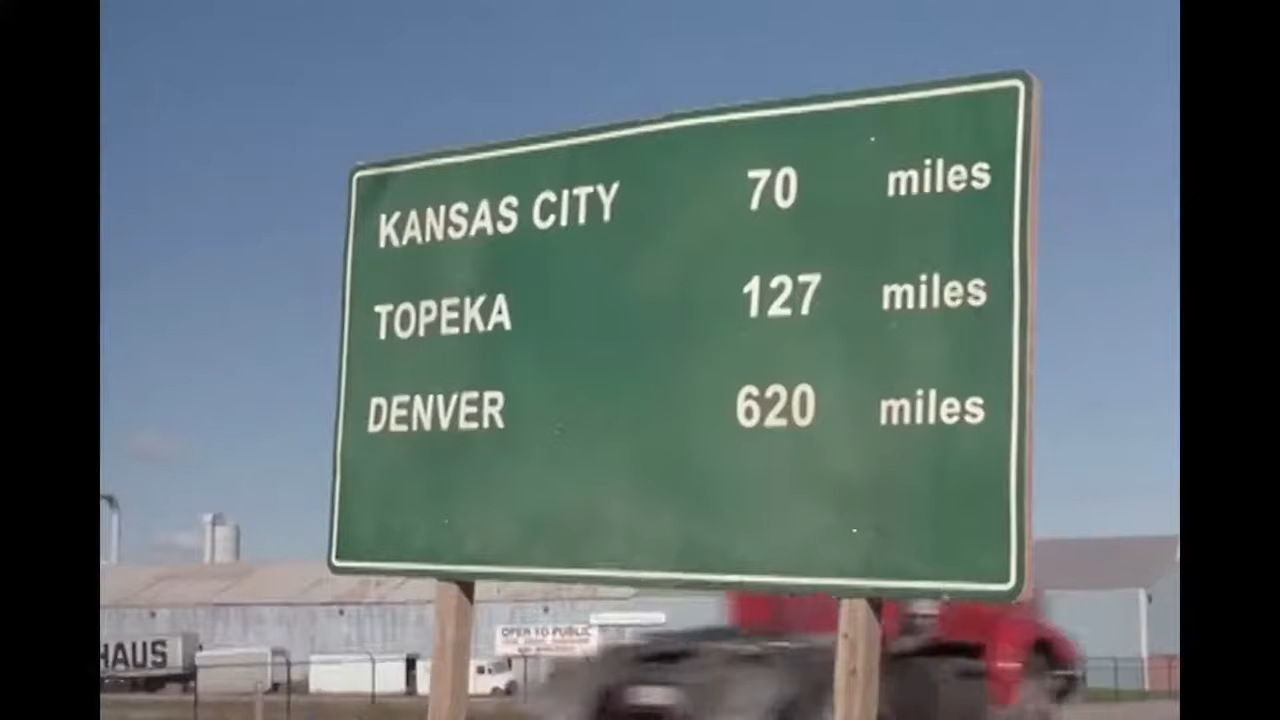 KANSAS CITY 70 miles
TOPEKA 127 miles
DENVER 620 miles
HAUS
OPEN TO PUBLIC